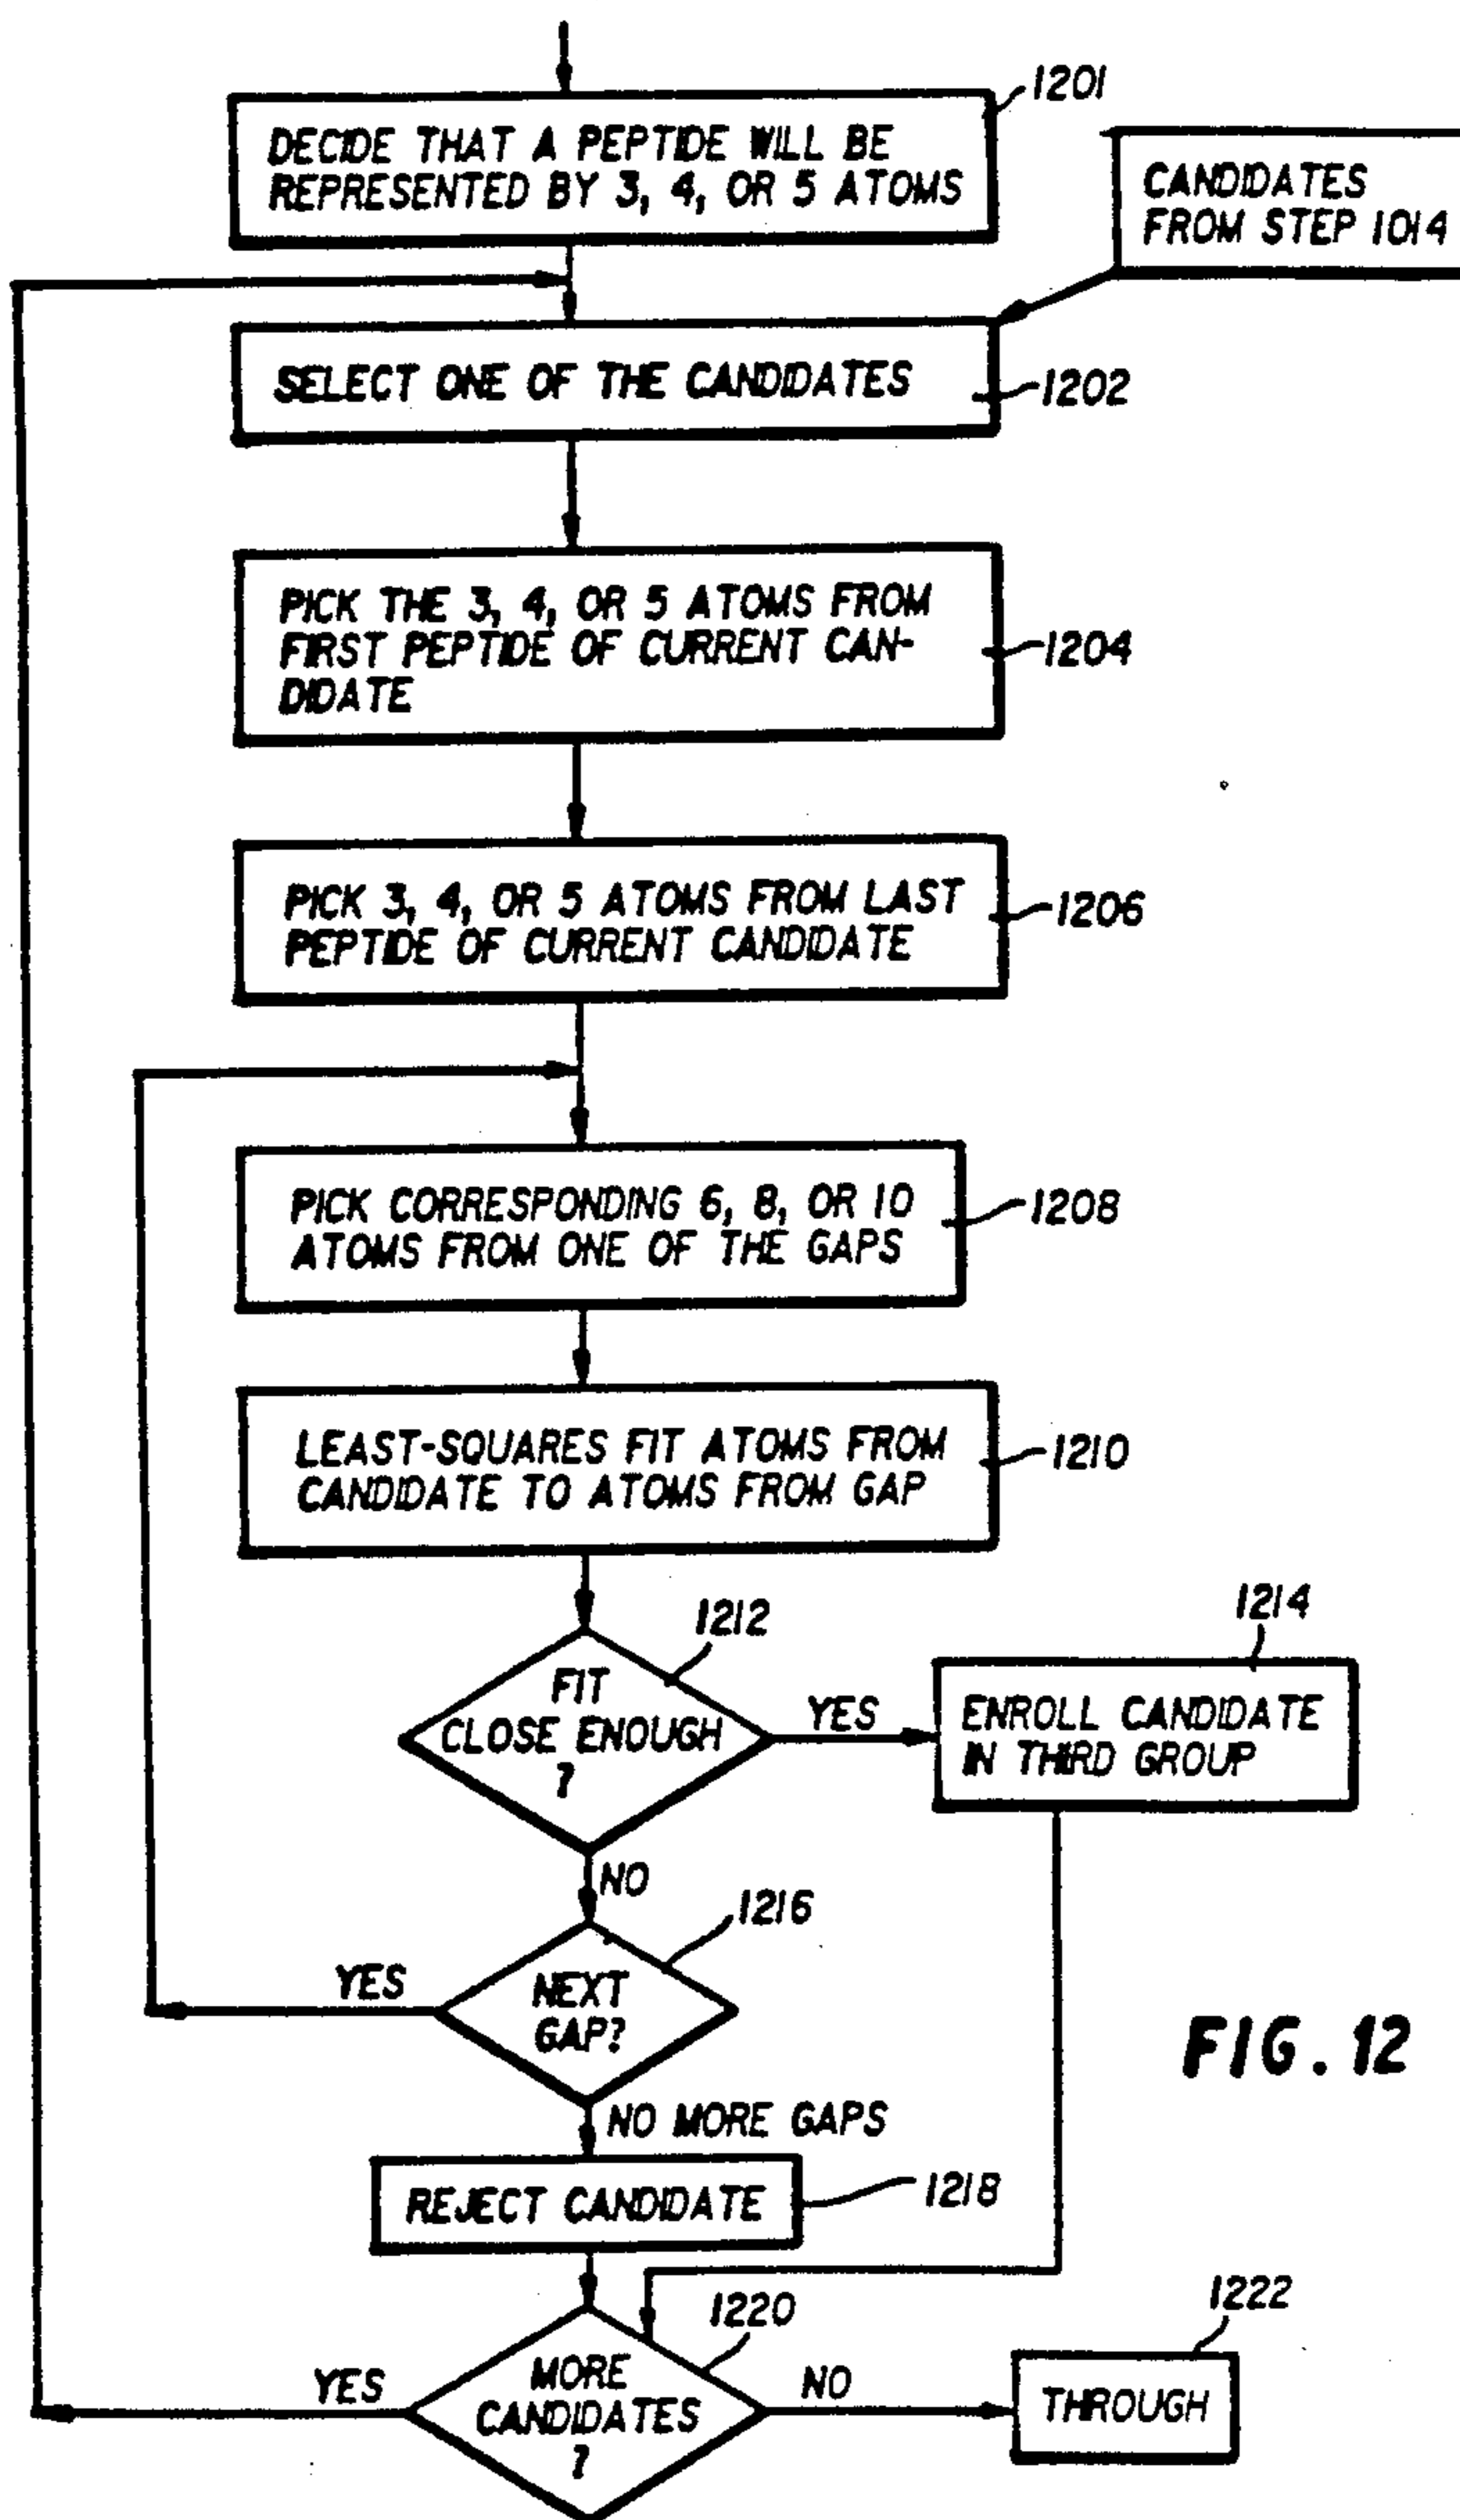 1201
DECIDE THAT A PEPTIDE WILL BE
REPRESENTED BY 3, 4, OR 5 ATOMS
CANDIDATES
FROM STEP 1014
SELECT ONE OF THE CANDIDATES
1202
PICK THE 3, 4, OR 5 ATOMS FROM
FIRST PEPTIDE OF CURRENT CAN-
DIDATE
1204
PICK 3, 4, OR 5 ATOMS FROM LAST
PEPTIDE OF CURRENT CANDIDATE
1206
PICK CORRESPONDING 6, 8, OR 10
ATOMS FROM ONE OF THE GAPS
1208
LEAST-SQUARES FIT ATOMS FROM
CANDIDATE TO ATOMS FROM GAP
1210
1212
FIT
CLOSE ENOUGH
?
YES
1214
ENROLL CANDIDATE
IN THIRD GROUP
NO
1216
NEXT
GAP?
YES
FIG. 12
NO MORE GAPS
REJECT CANDIDATE
1218
1220
MORE
CANDIDATES
?
YES
NO
1222
THROUGH